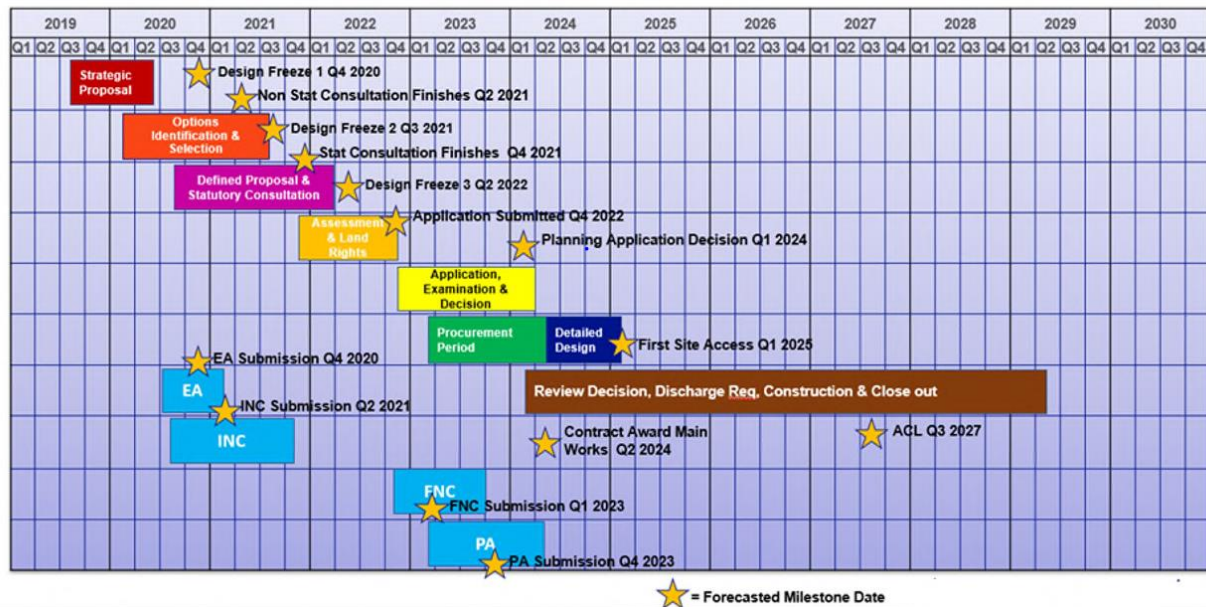 2019 2020 2021 2022 2023 2024 2025 2026 2027 2028 2029 2030
Q1 Q2 Q3 Q4 Q1 Q2 Q3 Q4 Q1 Q2 Q3 Q4 Q1 Q2 Q3 Q4 Q1 Q2 Q3 Q4 Q1 Q2 Q3 Q4 Q1 Q2 Q3 Q4 Q1 Q2 Q3 Q4 Q1 Q2 Q3 Q4 Q1 Q2 Q3 Q4 Q1 Q2 Q3 Q4 Q1 Q2 Q3 Q4
Strategic
Proposal
Design Freeze 1 Q4 2020
Non Stat Consultation Finishes Q2 2021
Options
Identification &
Selection
Design Freeze 2 Q3 2021
Stat Consultation Finishes Q4 2021
Defined Proposal &
Statutory Consultation
Design Freeze 3 Q2 2022
Assessment
& Land
Rights
Application Submitted Q4 2022
Planning Application Decision Q1 2024
Application,
Examination &
Decision
Procurement
Period
Detailed
Design
First Site Access Q1 2025
EA Submission Q4 2020
EA
Review Decision, Discharge Req, Construction & Close out
INC Submission Q2 2021
INC
Contract Award Main
Works Q2 2024
ACL Q3 2027
FNC
FNC Submission Q1 2023
PA
PA Submission Q4 2023
= Forecasted Milestone Date